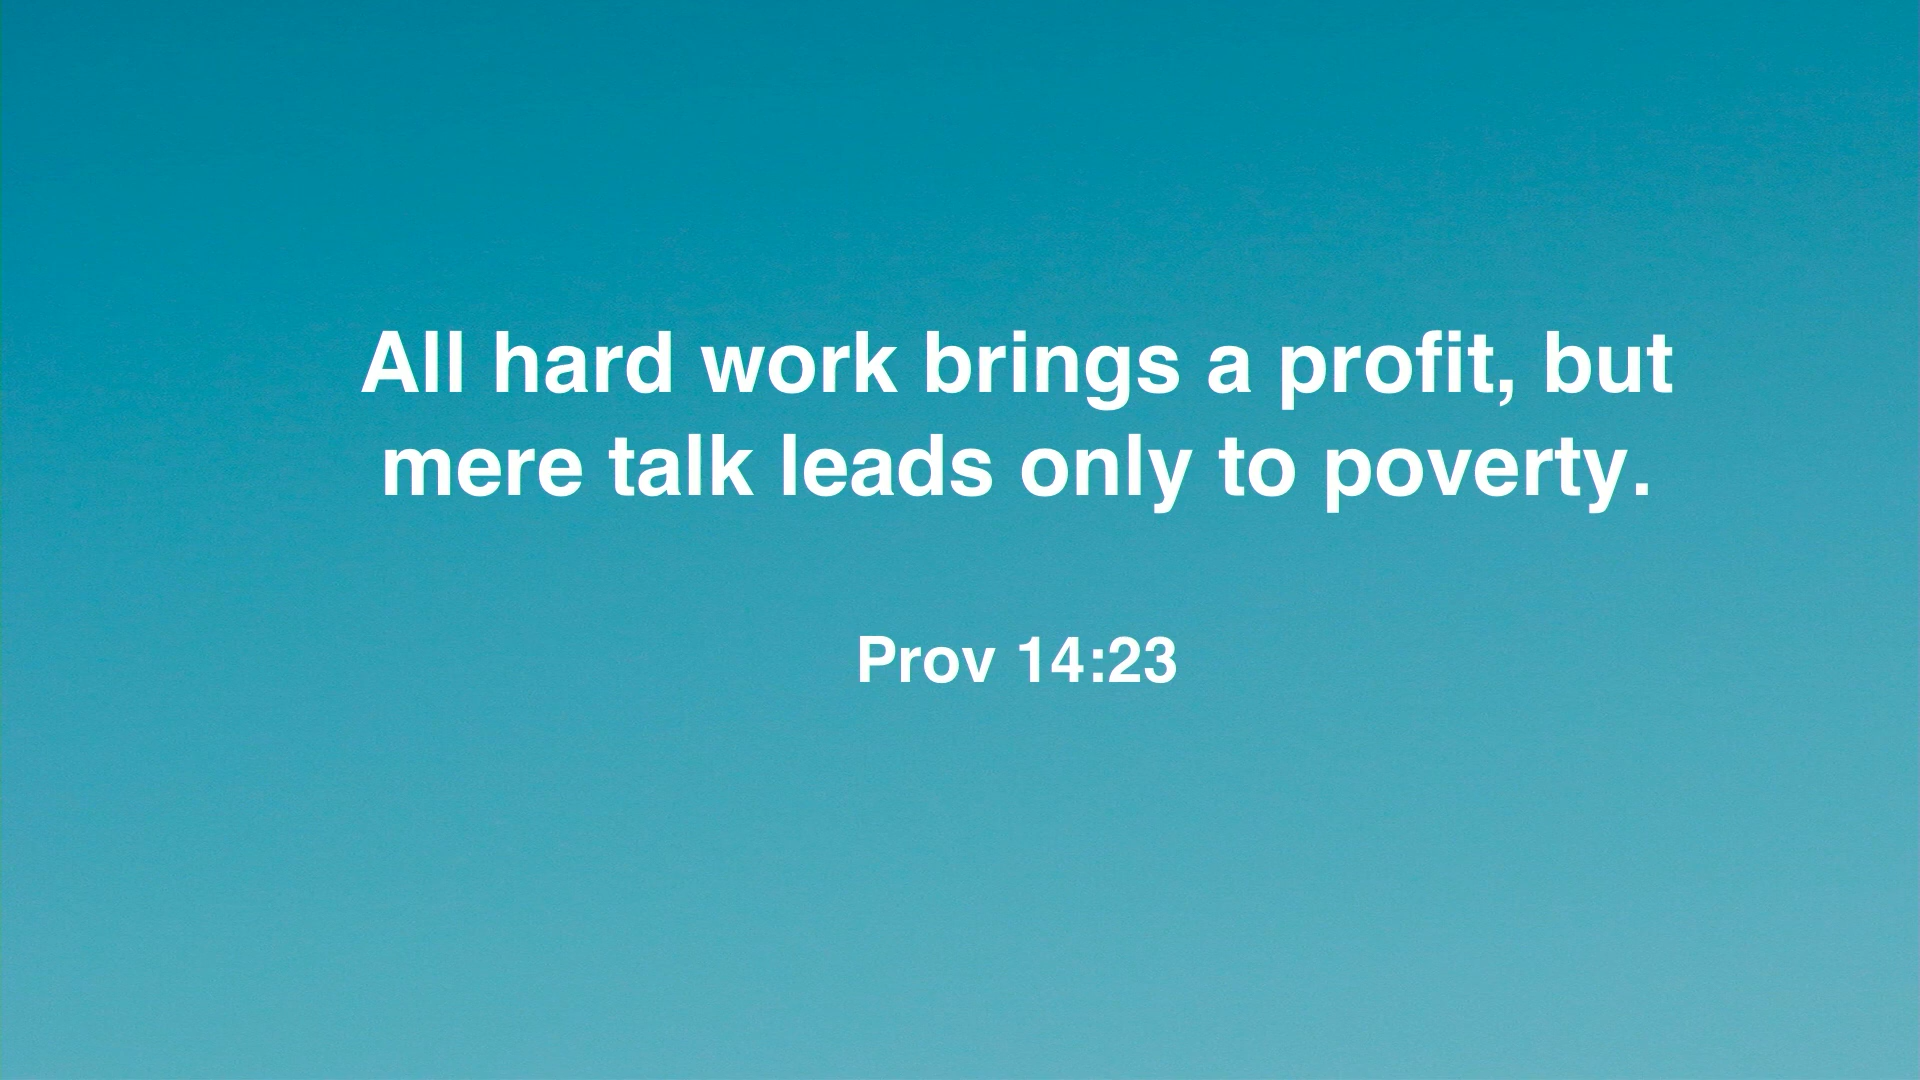 All hard work brings a profit, but
mere talk leads only to poverty.
Prov 14:23